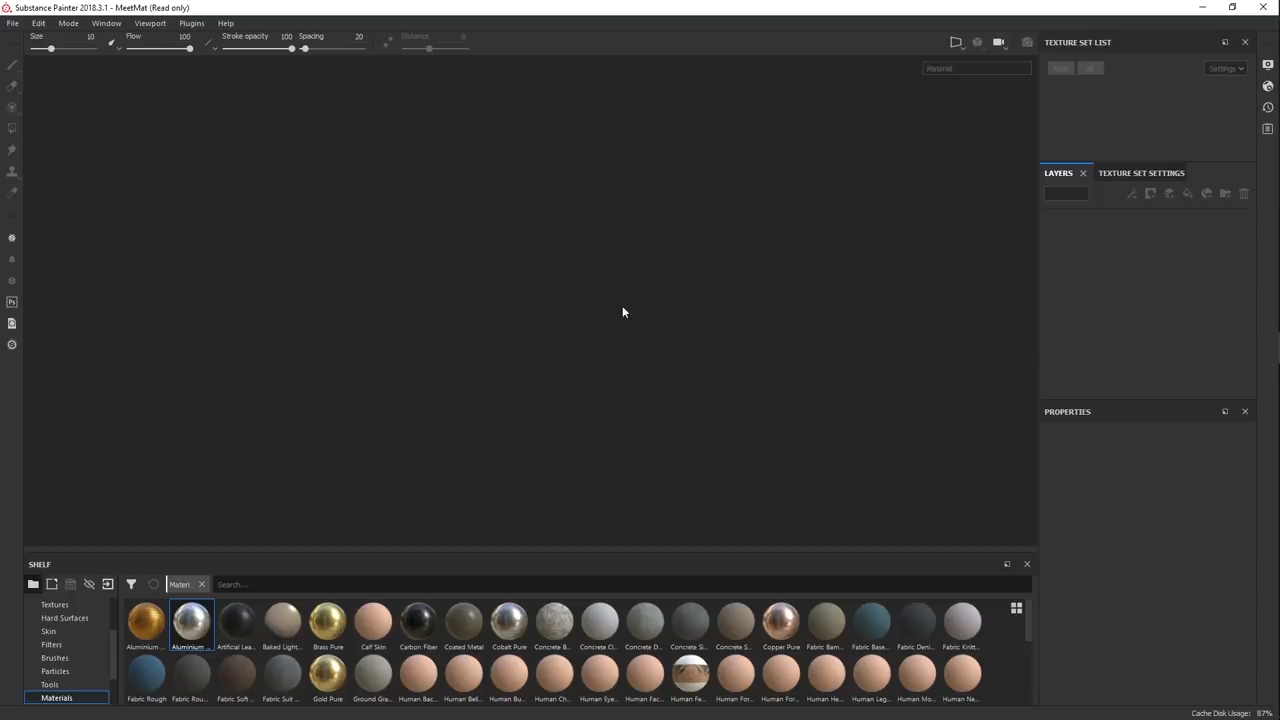 Substance Painter 2018.3.1 - MeetMat (Read only)
File Edit Mode Window Viewport Plugins Help
Size 10 Flow 100 Stroke opacity 100 Spacing 20 Distance 8
Material
TEXTURE SET LIST
Settings
LAYERS TEXTURE SET SETTINGS
PROPERTIES
Ps
SHELF
Materi... Search...
Textures
Hard Surfaces
Skin
Filters
Brushes
Particles
Tools
Materials
Aluminium ... Aluminium ... Artificial Lea... Baked Light... Brass Pure Calf Skin Carbon Fiber Coated Metal Cobalt Pure Concrete B... Concrete Cl... Concrete D... Concrete Si... Concrete S... Copper Pure Fabric Bam... Fabric Base... Fabric Deni... Fabric Knitt...
Fabric Rough Fabric Rou... Fabric Soft ... Fabric Suit ... Gold Pure Ground Gra... Human Bac... Human Bell... Human Bu... Human Ch... Human Eye... Human Fac... Human Fe... Human For... Human For... Human He... Human Leg... Human Mo... Human Ne...
Cache Disk Usage: 87%